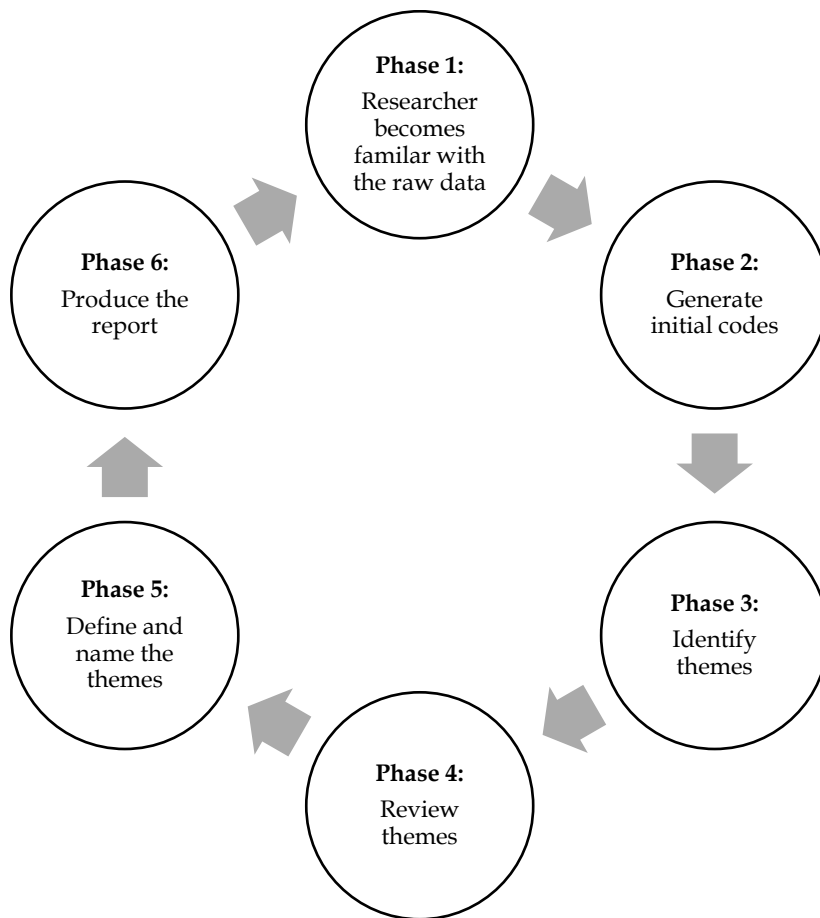 Phase 1:
Researcher
becomes
familar with
the raw data
Phase 2:
Generate
initial codes
Phase 3:
Identify
themes
Phase 4:
Review
themes
Phase 5:
Define and
name the
themes
Phase 6:
Produce the
report